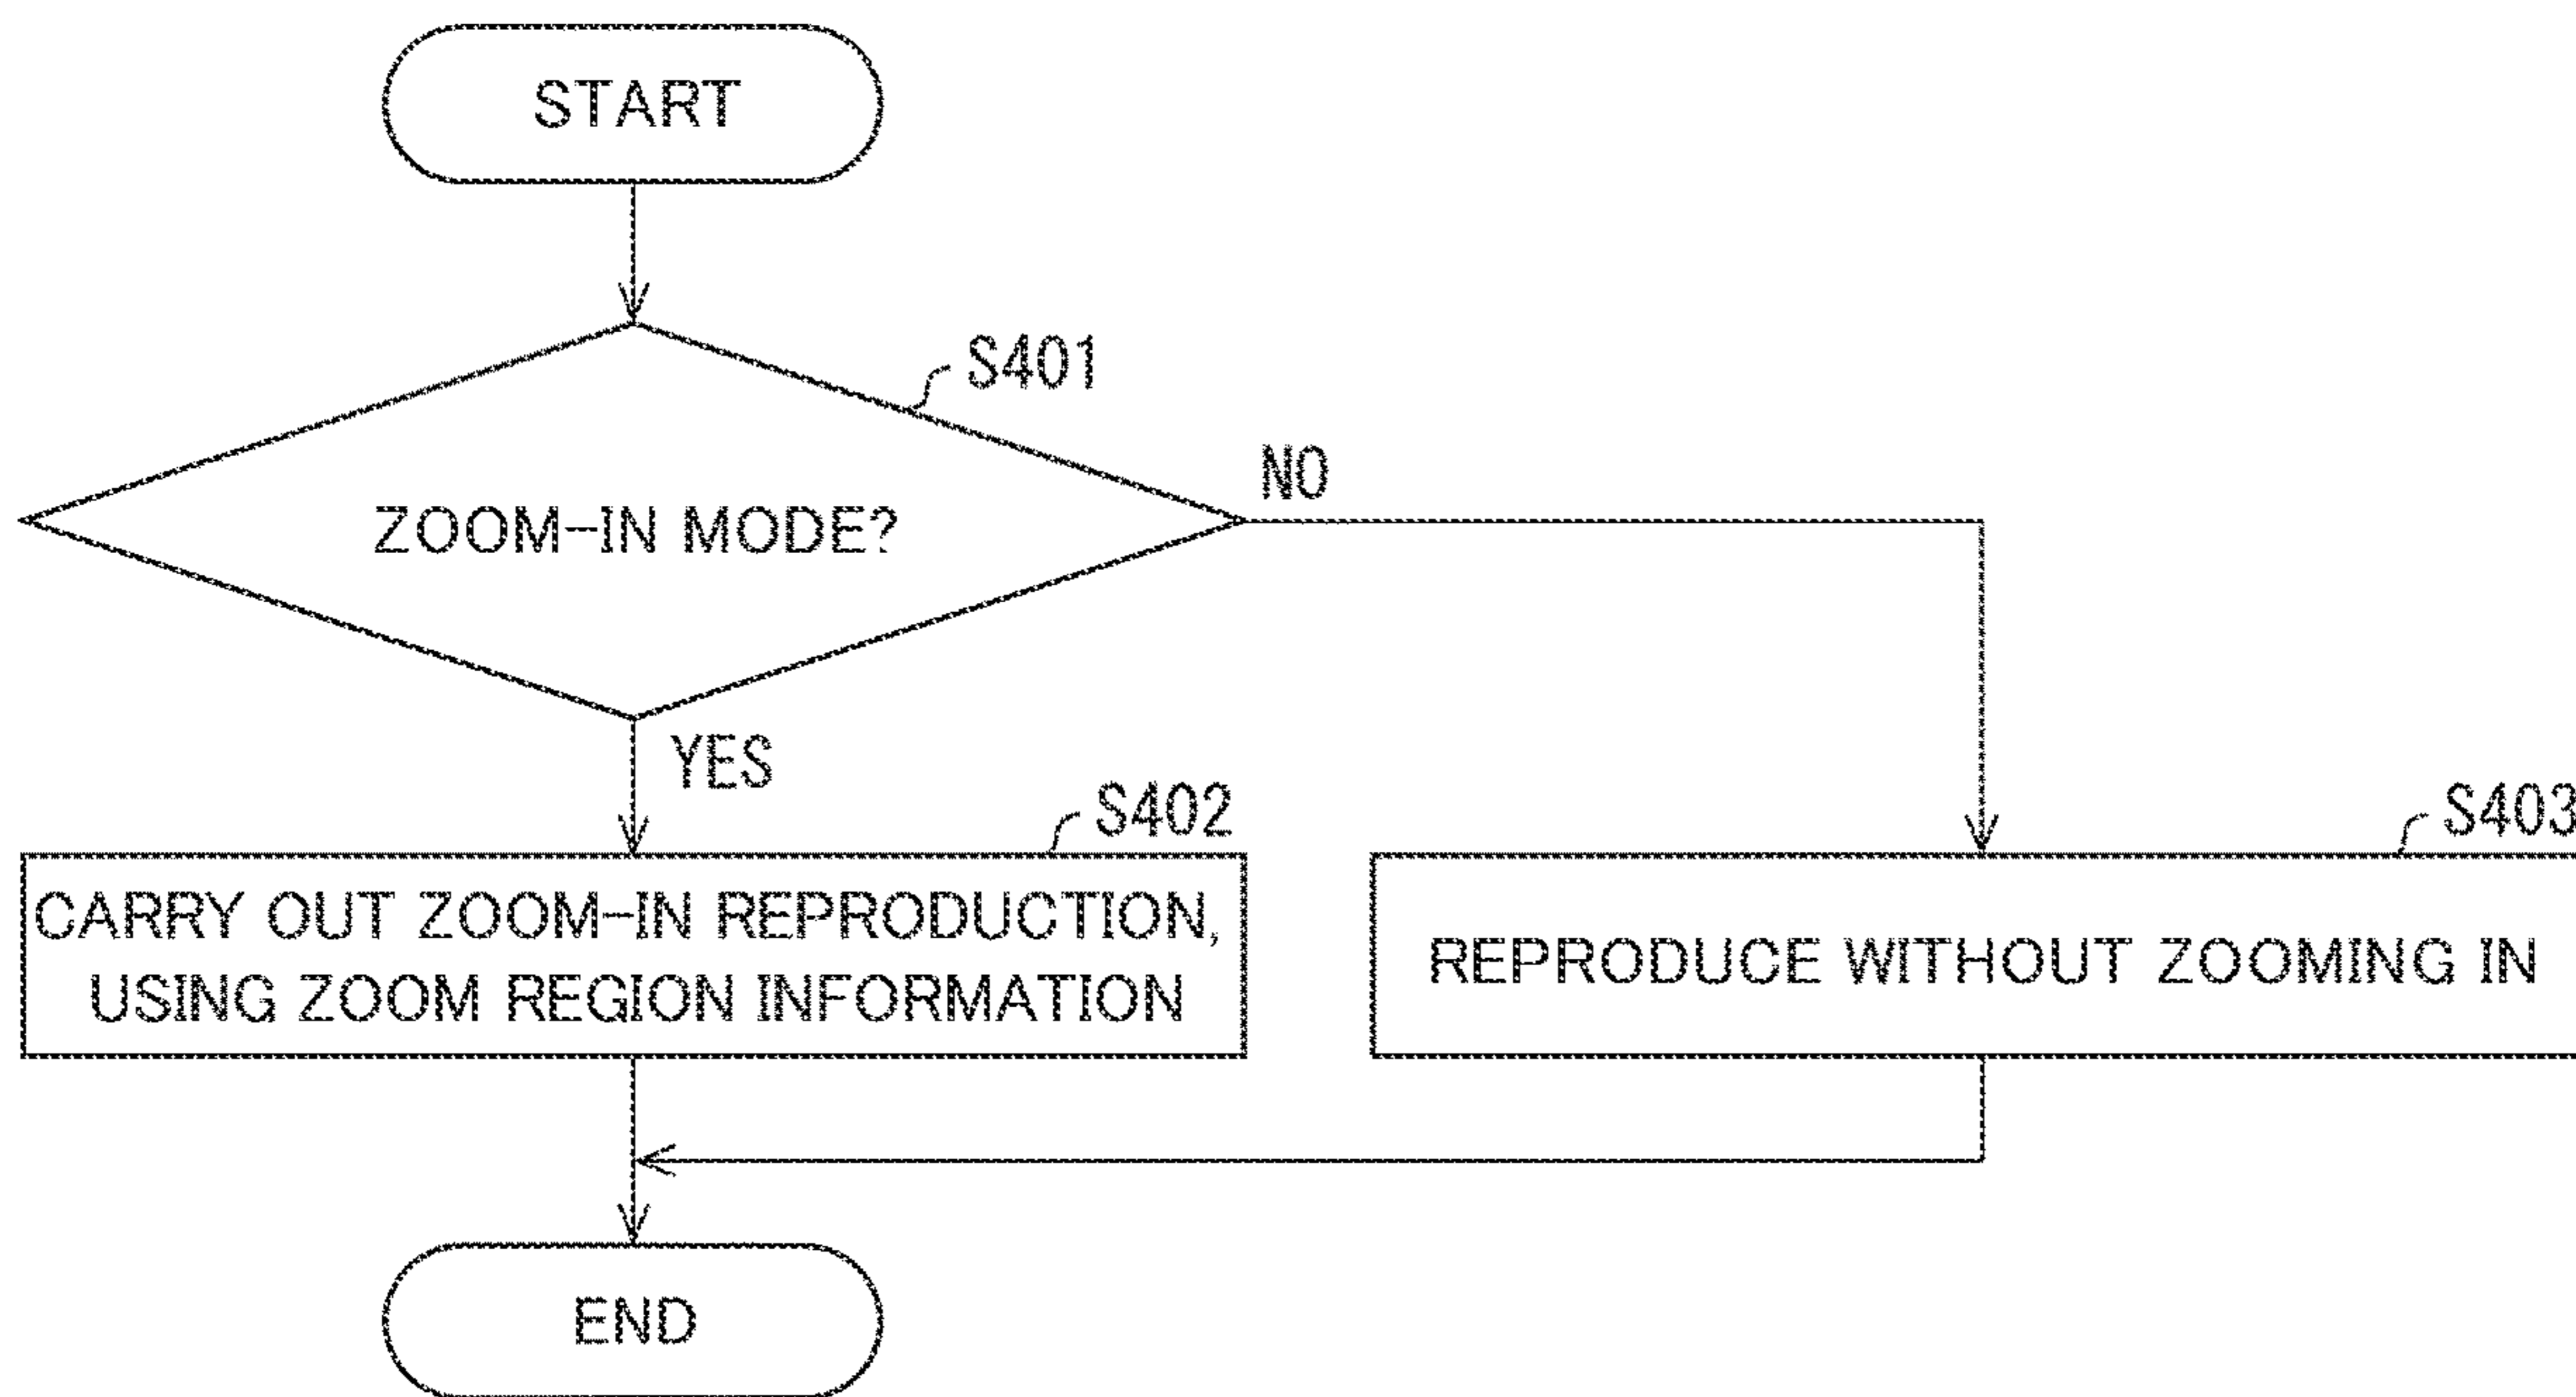 START
S401
ZOOM-IN MODE?
NO
YES
S402
CARRY OUT ZOOM-IN REPRODUCTION,
USING ZOOM REGION INFORMATION
S403
REPRODUCE WITHOUT ZOOMING IN
END